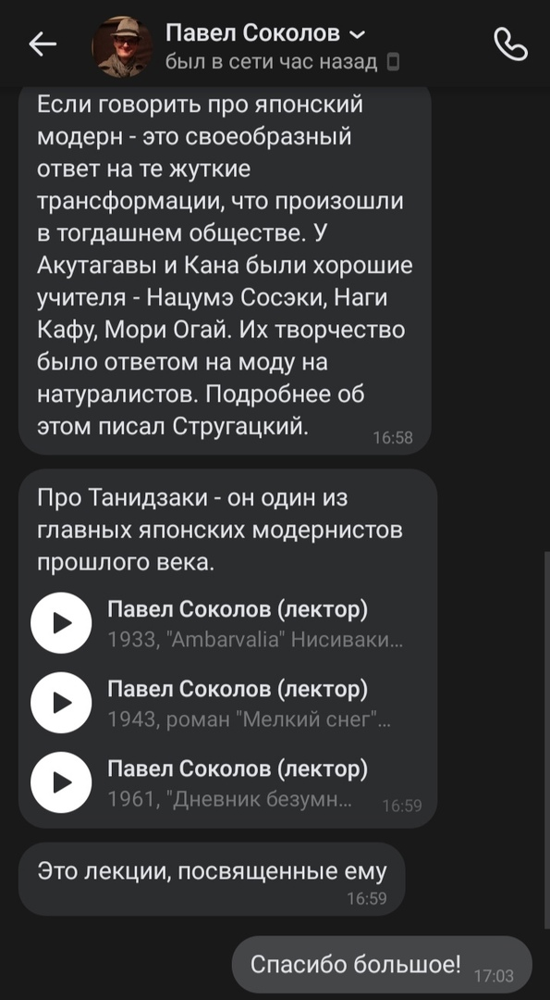 Павел Соколов
был в сети час назад
Если говорить про японский
модерн - это своеобразный
ответ на те жуткие
трансформации, что произошли
в тогдашнем обществе. У
Акутагавы и Кана были хорошие
учителя - Нацумэ Сосэки, Наги
Кафу, Мори Огай. Их творчество
было ответом на моду на
натуралистов. Подробнее об
этом писал Стругацкий.
16:58
Про Танидзаки - он один из
главных японских модернистов
прошлого века.
Павел Соколов (лектор)
1933, "Ambarvalia" Нисиваки...
Павел Соколов (лектор)
1943, роман "Мелкий снег"...
Павел Соколов (лектор)
1961, "Дневник безумн...
16:59
Это лекции, посвященные ему
16:59
Спасибо большое!
17:03